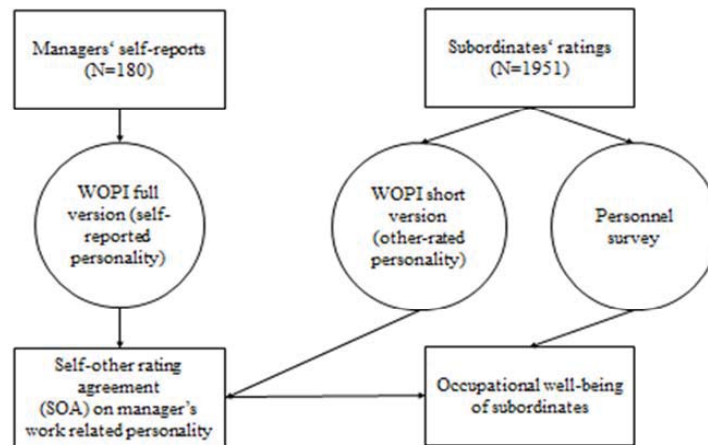 Managers‘ self-reports
(N=180)
Subordinates‘ ratings
(N=1951)
WOPI full
version (self-
reported
personality)
WOPI short
version
(other-rated
personality)
Personnel
survey
Self-other rating
agreement
(SOA) on manager’s
work related personality
Occupational well-being
of subordinates